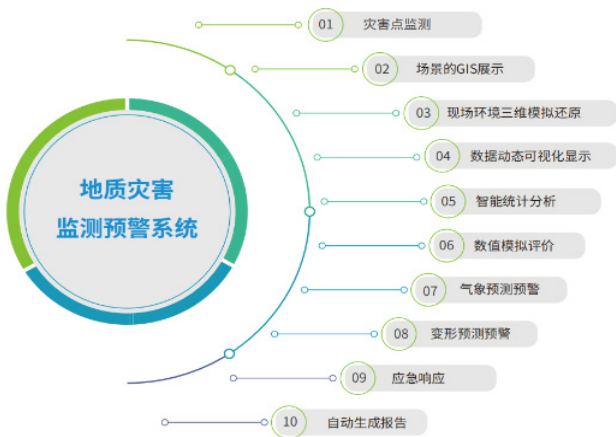 地质灾害
监测预警系统
01 灾害点监测
02 场景的GIS展示
03 现场环境三维模拟还原
04 数据动态可视化显示
05 智能统计分析
06 数值模拟评价
07 气象预测预警
08 变形预测预警
09 应急响应
10 自动生成报告